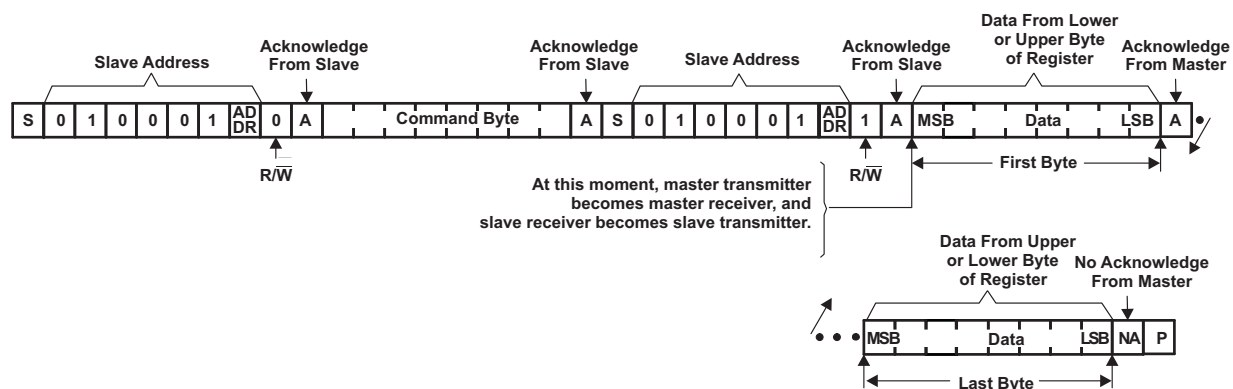 Slave Address
Acknowledge
From Slave
Acknowledge
From Slave
Slave Address
Acknowledge
From Slave
Data From Lower
or Upper Byte
of Register
Acknowledge
From Master
S 0 1 0 0 0 1 AD DR 0 A Command Byte A S 0 1 0 0 0 1 AD DR 1 A MSB Data LSB A
R/W̅
R/W̅
First Byte
At this moment, master transmitter
becomes master receiver, and
slave receiver becomes slave transmitter.
Data From Upper
or Lower Byte
of Register
No Acknowledge
From Master
MSB Data LSB NA P
Last Byte